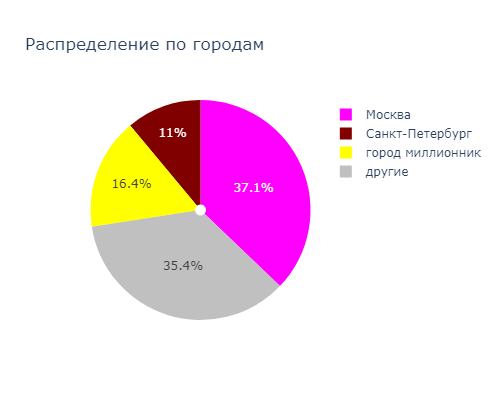 Распределение по городам
Москва
11%
Санкт-Петербург
город миллионник
другие
16.4%
37.1%
35.4%